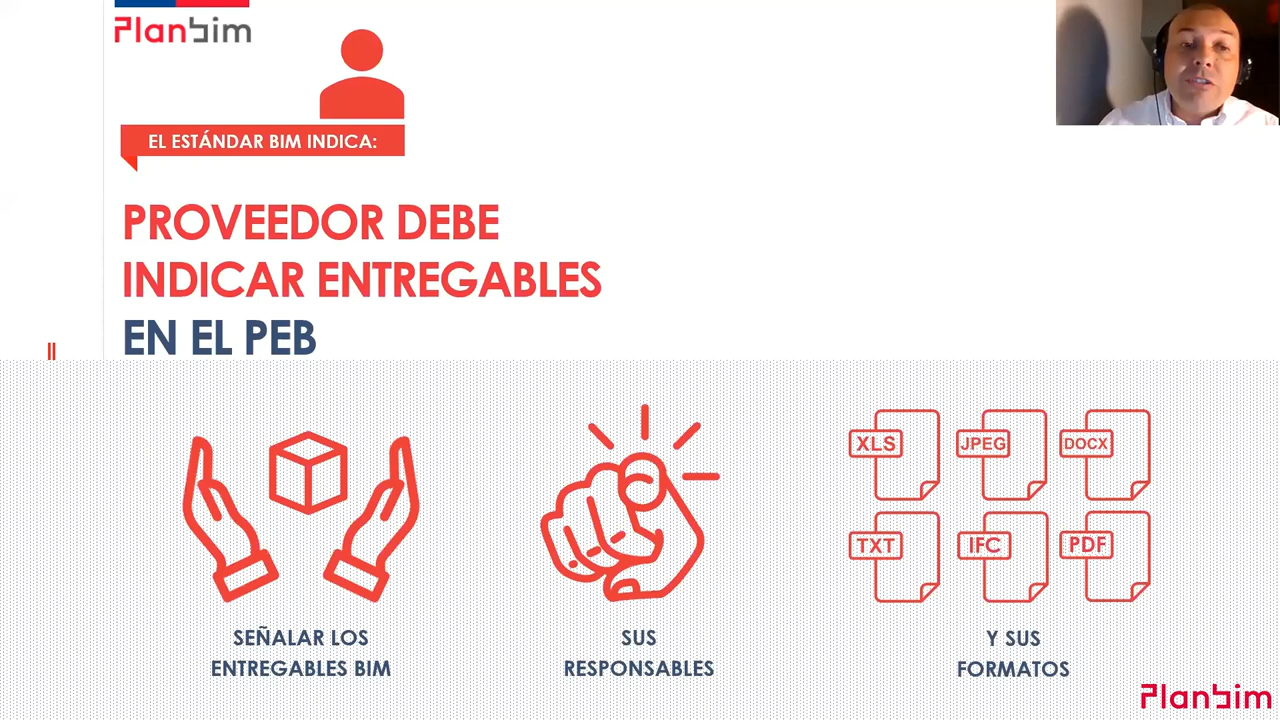 Planbim
EL ESTÁNDAR BIM INDICA:
PROVEEDOR DEBE
INDICAR ENTREGABLES
EN EL PEB
XLS
JPEG
DOCX
TXT
IFC
PDF
SEÑALAR LOS
ENTREGABLES BIM
SUS
RESPONSABLES
Y SUS
FORMATOS
Planbim